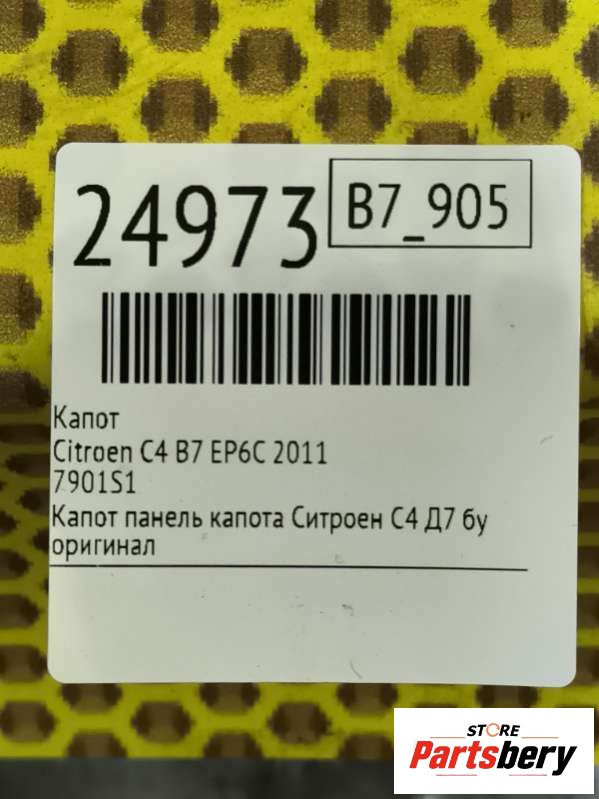 24973
B7_905
Капот
Citroen C4 B7 EP6C 2011
7901S1
Капот панель капота Ситроен С4 Д7 бу
оригинал
STORE
Partsbery